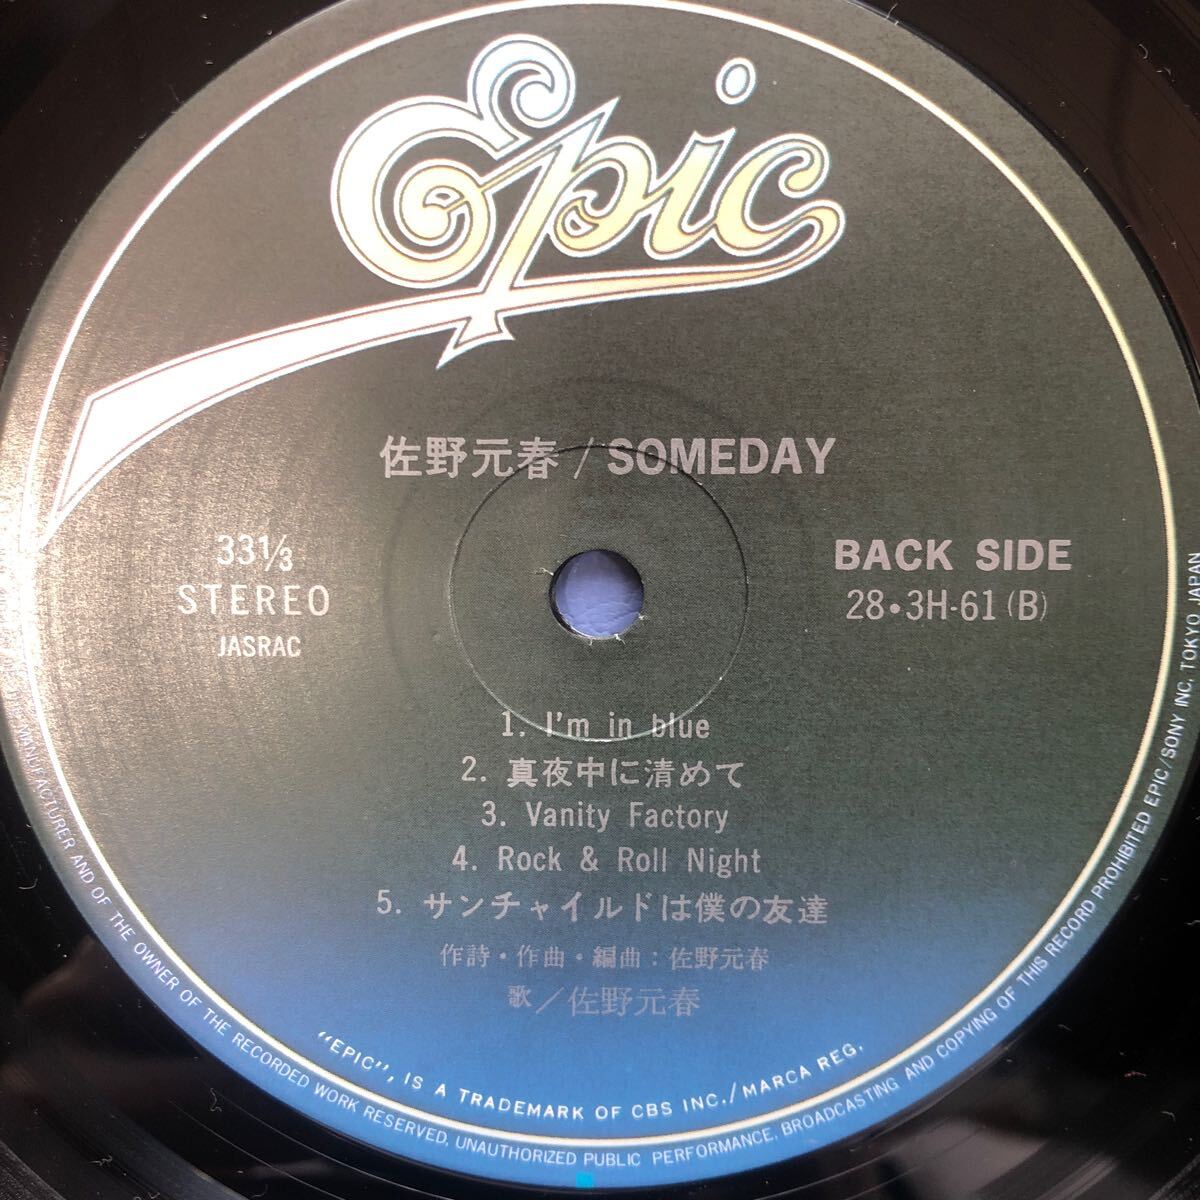 Epic
佐野元春 / SOMEDAY
33 1/3
STEREO
JASRAC
BACK SIDE
28・3H-61 (B)
1. I'm in blue
2. 真夜中に清めて
3. Vanity Factory
4. Rock & Roll Night
5. サンチャイルドは僕の友達
作詩・作曲・編曲:佐野元春
歌/佐野元春
"EPIC", IS A TRADEMARK OF CBS INC./MARCA REG.
MANUFACTURER AND OF THE OWNER OF THE RECORDED WORK RESERVED. UNAUTHORIZED PUBLIC PERFORMANCE. BROADCASTING AND COPYING OF THIS RECORD PROHIBITED EPIC/SONY INC. TOKYO JAPAN